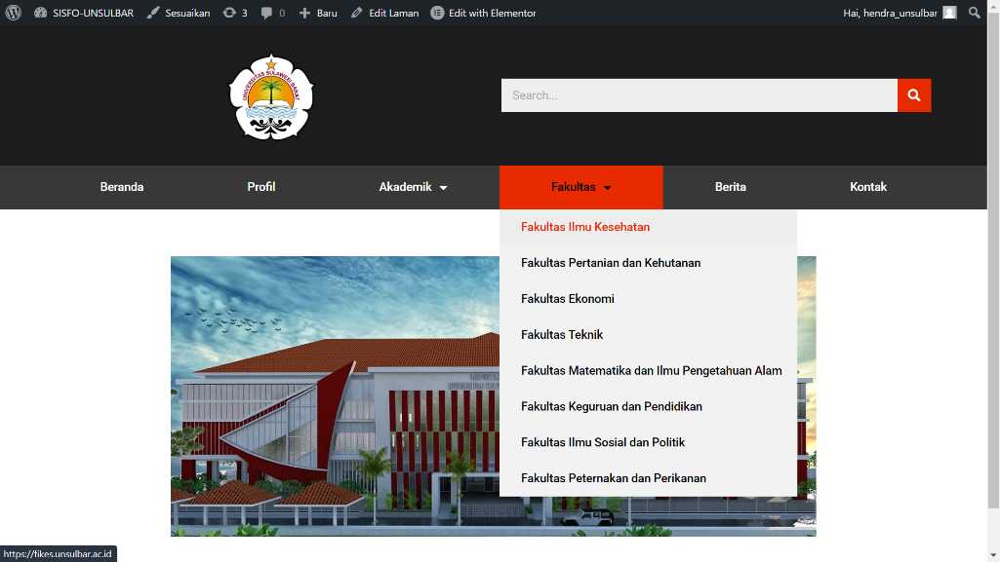 SISFO-UNSULBAR Sesuaikan 3 0 Baru Edit Laman Edit with Elementor Hai, hendra_unsulbar
UNIVERSITAS SULAWESI BARAT
Search...
Beranda Profil Akademik Fakultas Berita Kontak
Fakultas Ilmu Kesehatan
Fakultas Pertanian dan Kehutanan
Fakultas Ekonomi
Fakultas Teknik
Fakultas Matematika dan Ilmu Pengetahuan Alam
Fakultas Keguruan dan Pendidikan
Fakultas Ilmu Sosial dan Politik
Fakultas Peternakan dan Perikanan
https://fikes.unsulbar.ac.id